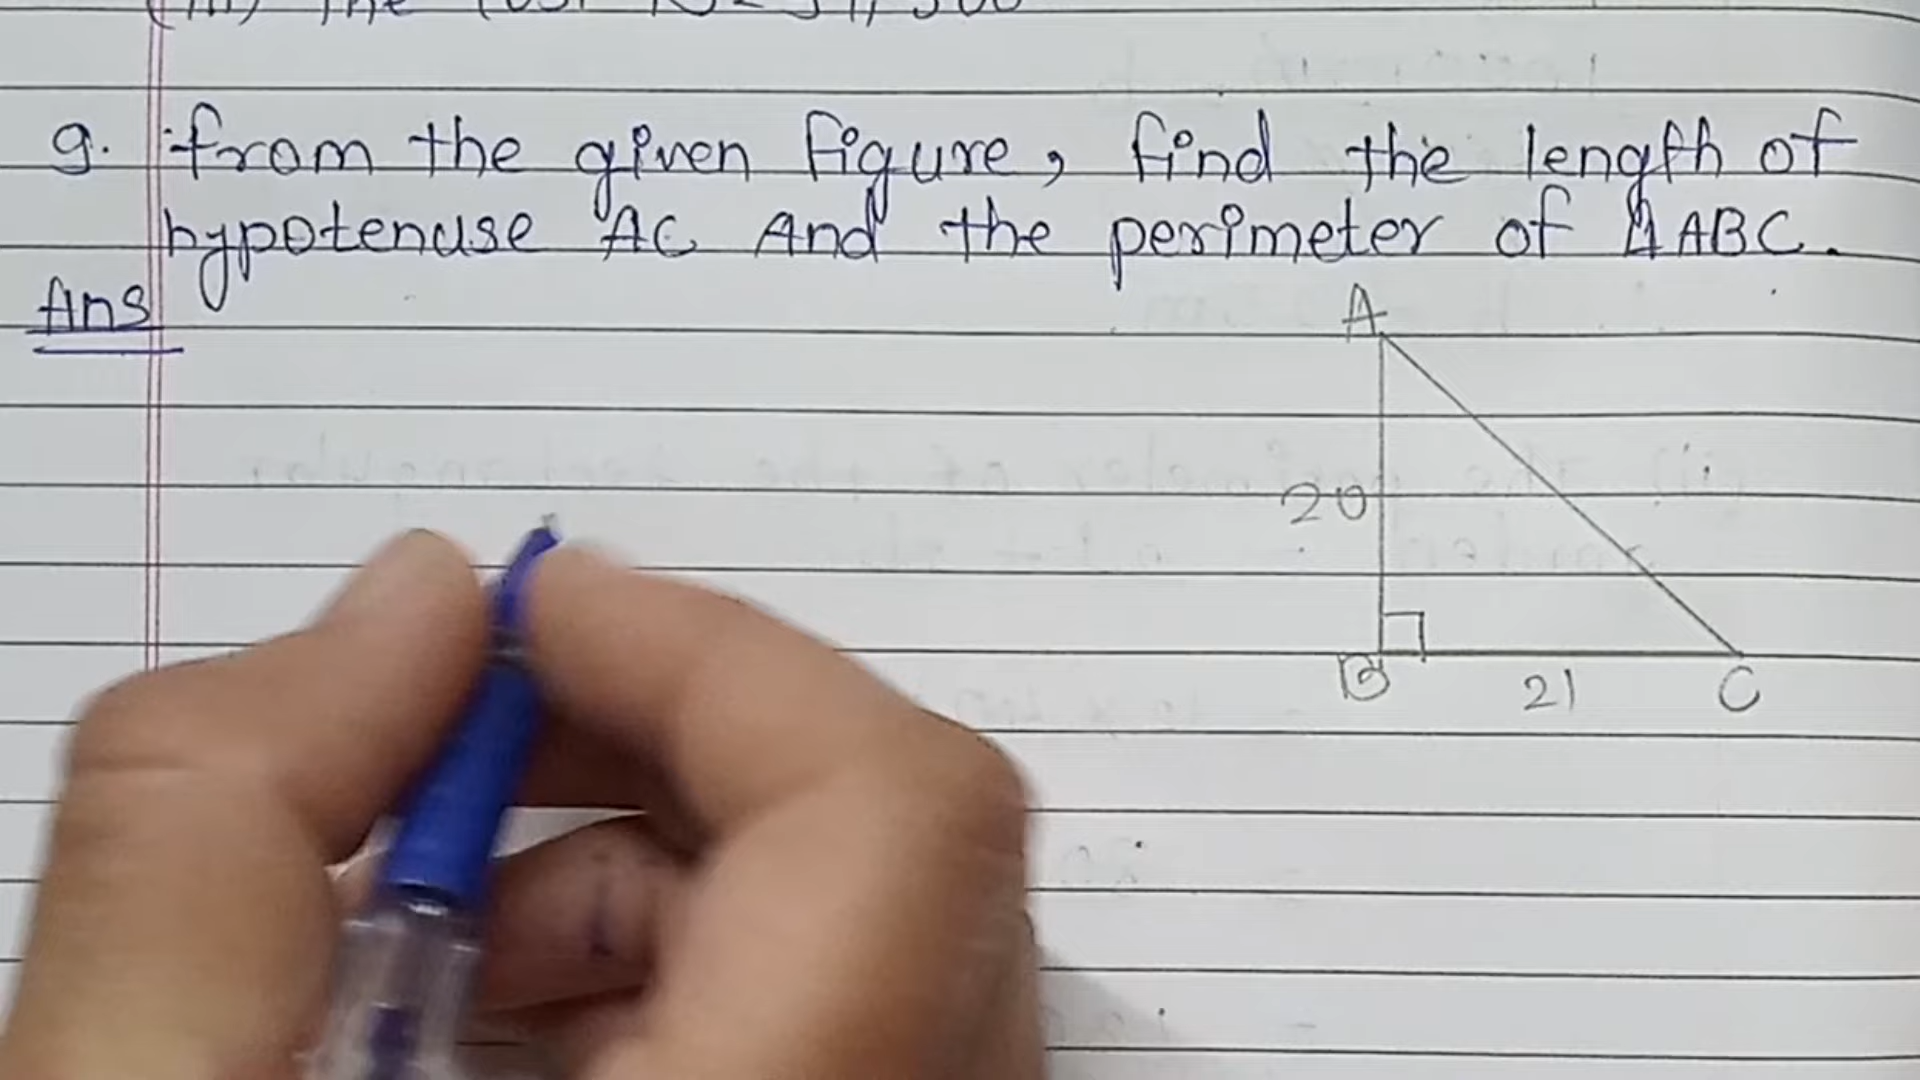 9. from the given figure, find the length of
hypotenuse AC And the perimeter of ΔABC.
Ans
A
20
B
21
C